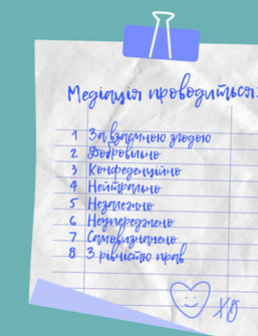 Медіація проводиться:
1 За взаємною згодою
2 Добровільно
3 Конфеденційно
4 Нейтрально
5 Незалежно
6 Неупереджено
7 Самовизначено
8 З рівністю прав